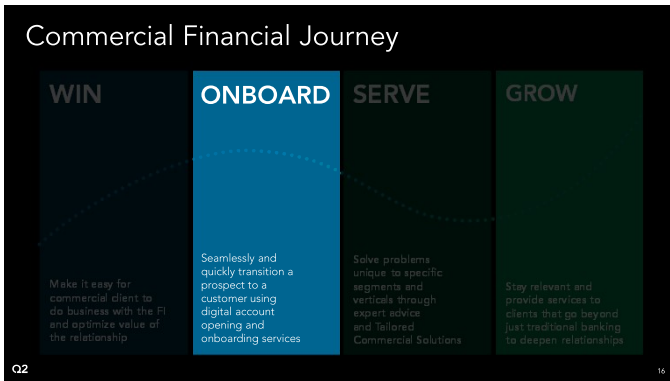 Commercial Financial Journey
WIN
Make it easy for
commercial client to
do business with the FI
and optimize value of
the relationship
ONBOARD
Seamlessly and
quickly transition a
prospect to a
customer using
digital account
opening and
onboarding services
SERVE
Solve problems
unique to specific
segments and
verticals through
expert advice
and Tailored
Commercial Solutions
GROW
Stay relevant and
provide services to
clients that go beyond
just traditional banking
to deepen relationships
Q2
16